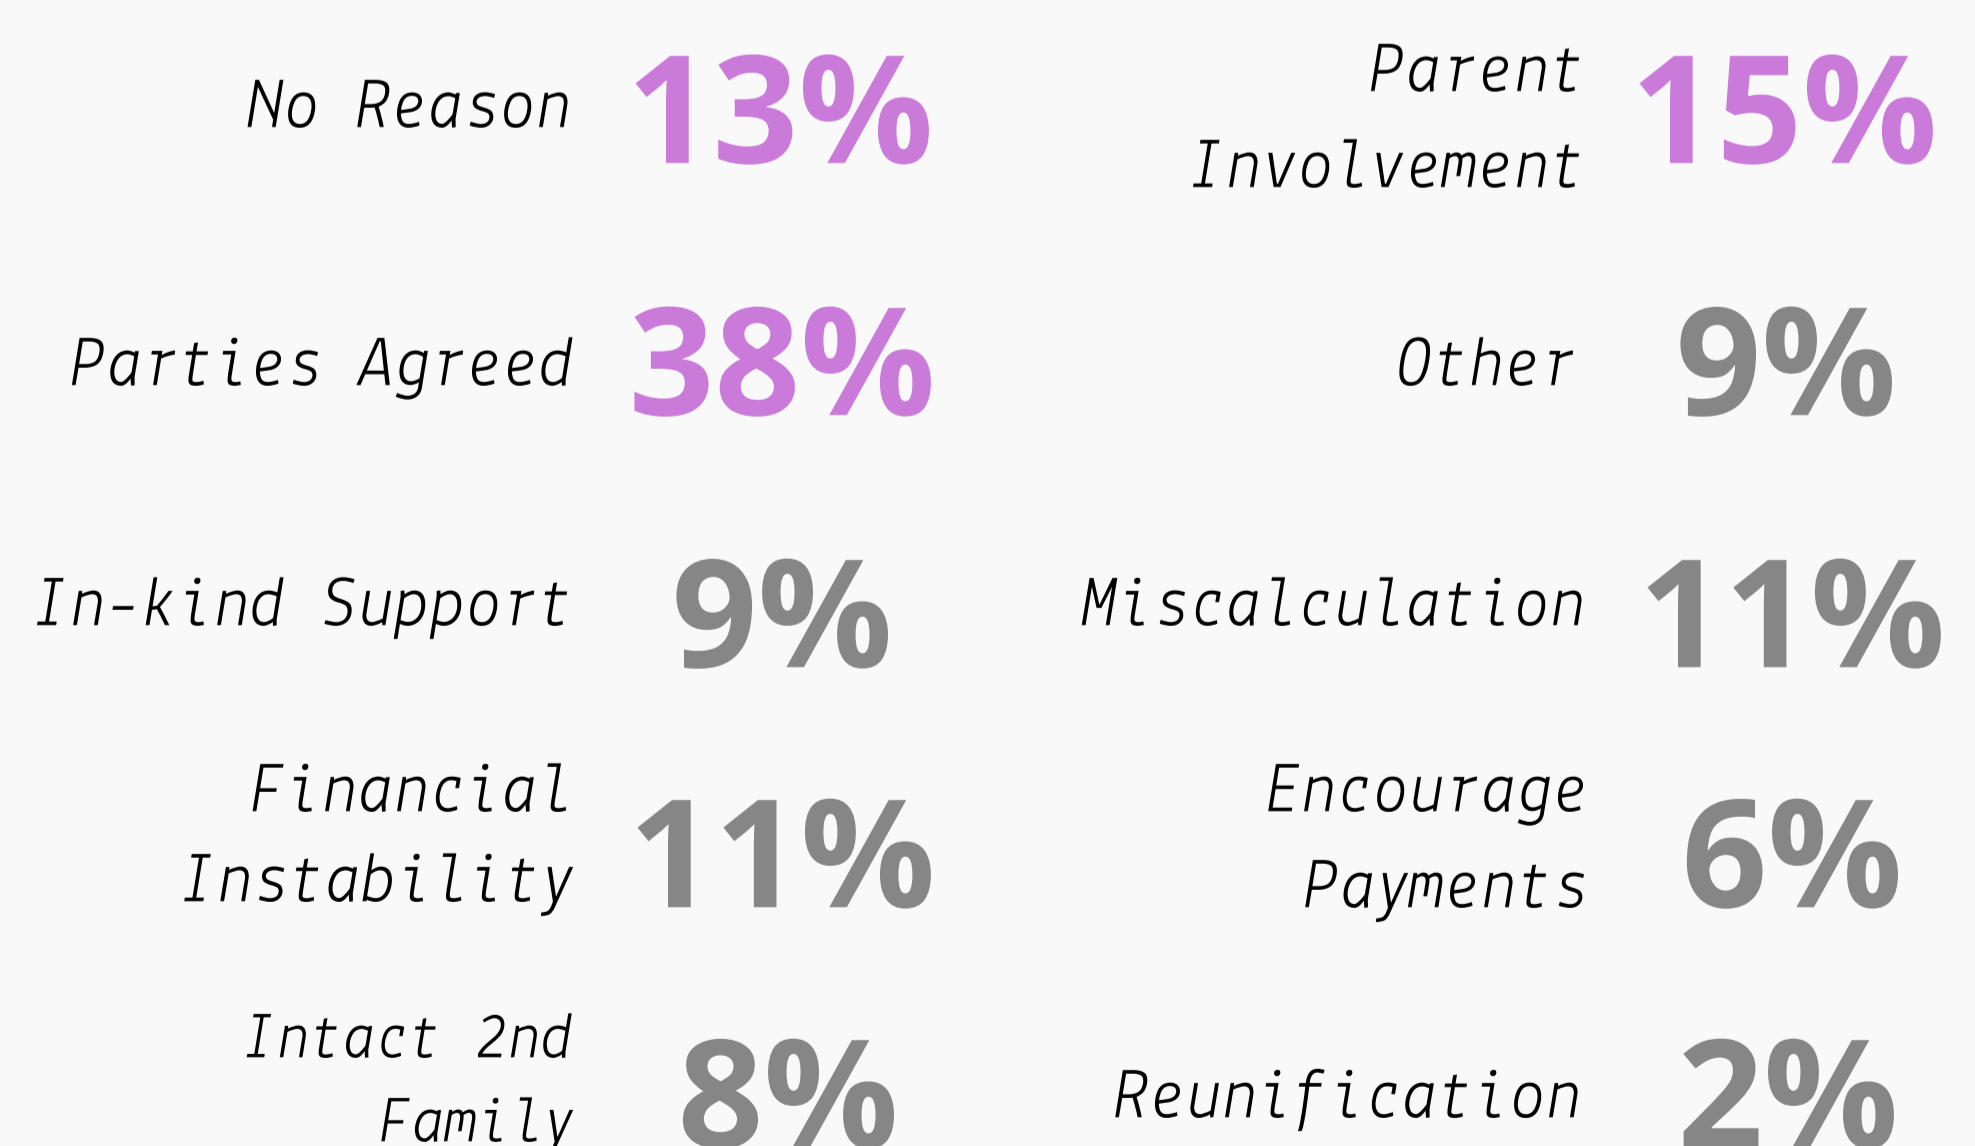 No Reason 13%
Parent
Involvement 15%
Parties Agreed 38%
Other 9%
In-kind Support 9%
Miscalculation 11%
Financial
Instability 11%
Encourage
Payments 6%
Intact 2nd
Family 8%
Reunification 2%